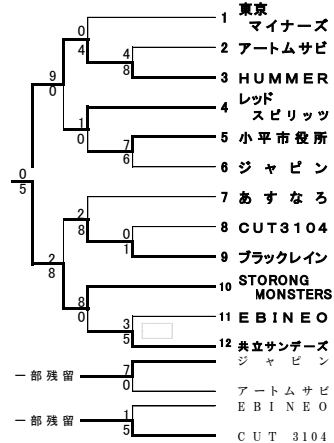 1 東京
マイナーズ
0
4
4
8
2 アートムサビ
3 HUMMER
9
0
4 レッド
スピリッツ
1
0
5 小平市役所
7
6
6 ジャピン
0
5
7 あすなろ
2
8
8 CUT3104
0
1
9 ブラックレイン
2
8
10 STORONG
MONSTERS
8
0
11 EBINEO
3
5
12 共立サンデーズ
ジャピン
一部残留
7
0
アートムサビ
EBINEO
一部残留
1
5
CUT 3104